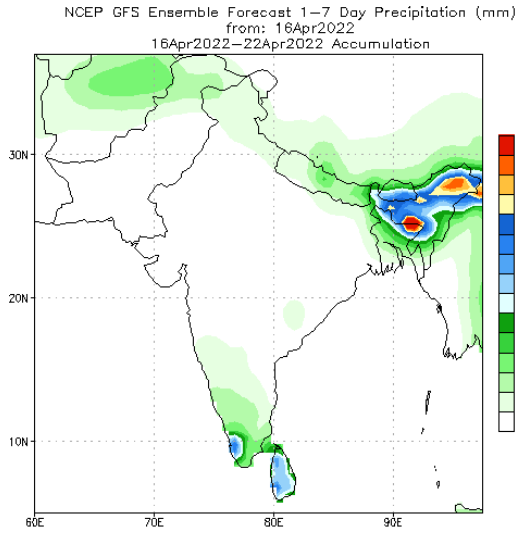 NCEP GFS Ensemble Forecast 1-7 Day Precipitation (mm)
from: 16Apr2022
16Apr2022-22Apr2022 Accumulation
30N
20N
10N
60E 70E 80E 90E